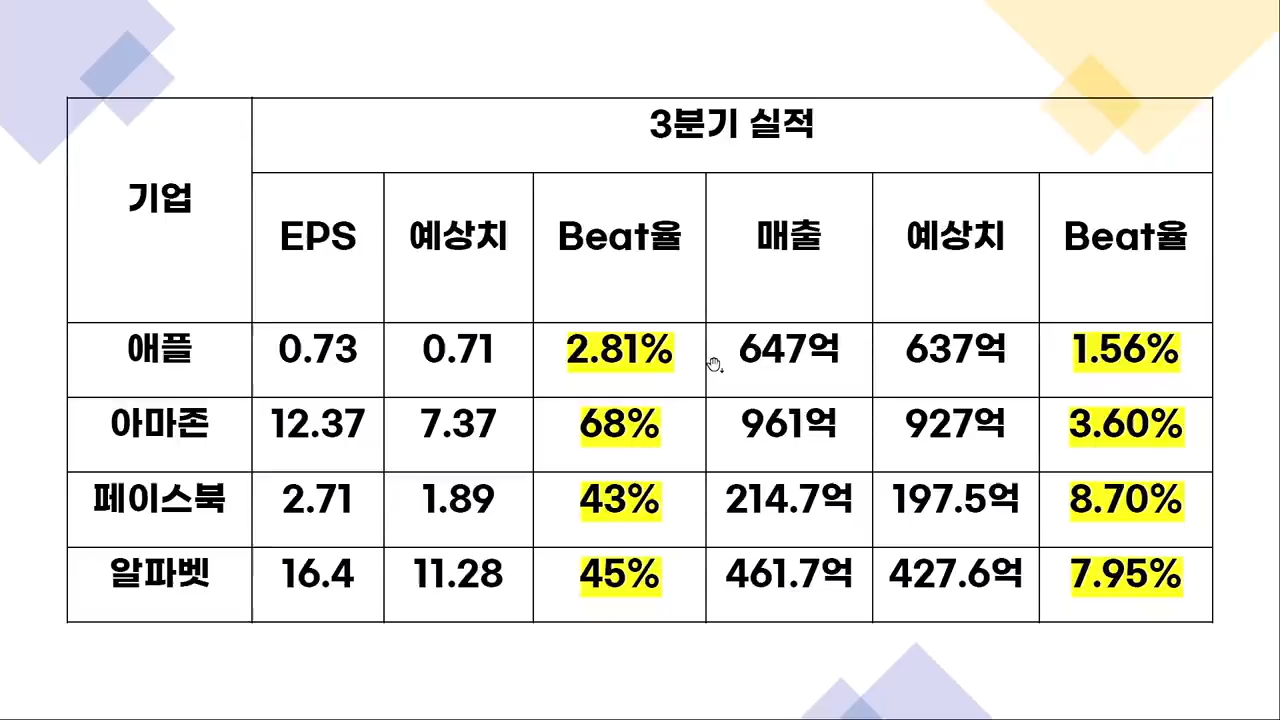 3분기 실적
기업
EPS 예상치 Beat율 매출 예상치 Beat율
애플 0.73 0.71 2.81% 647억 637억 1.56%
아마존 12.37 7.37 68% 961억 927억 3.60%
페이스북 2.71 1.89 43% 214.7억 197.5억 8.70%
알파벳 16.4 11.28 45% 461.7억 427.6억 7.95%